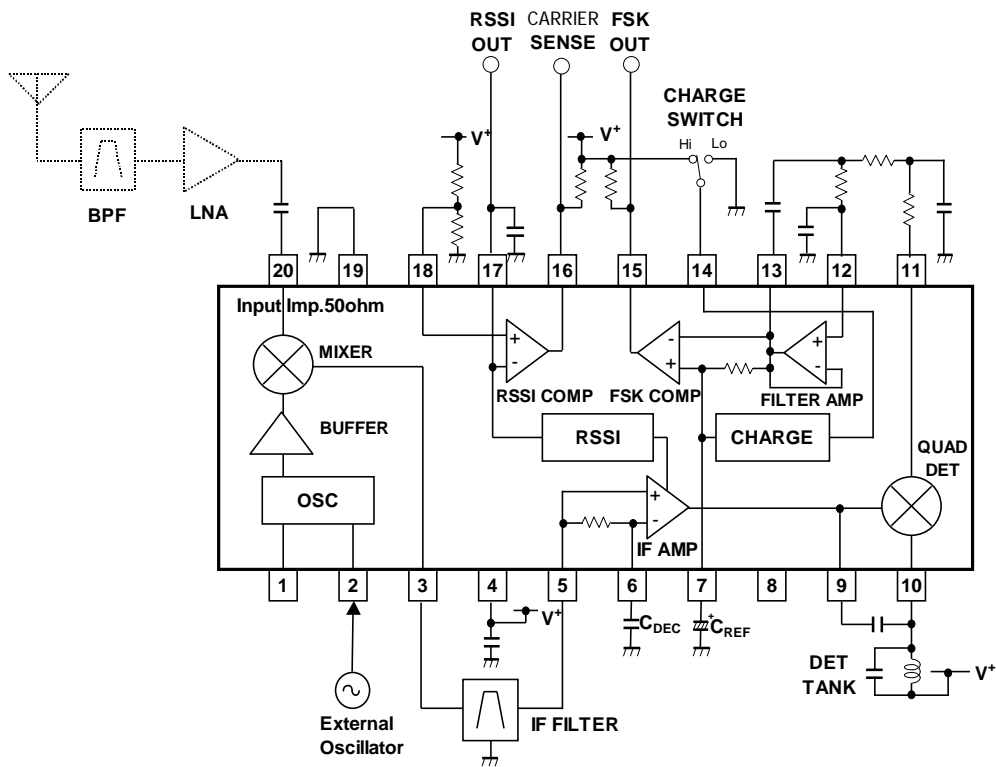 RSSI
OUT
CARRIER
SENSE
FSK
OUT
CHARGE
SWITCH
V+
V+
Hi
Lo
BPF
LNA
20
19
18
17
16
15
14
13
12
11
Input Imp.50ohm
MIXER
+
-
RSSI COMP
-
+
FSK COMP
+
-
FILTER AMP
BUFFER
RSSI
CHARGE
QUAD
DET
OSC
+
-
IF AMP
1
2
3
4
5
6
7
8
9
10
V+
CDEC
+
CREF
DET
TANK
V+
External
Oscillator
IF FILTER